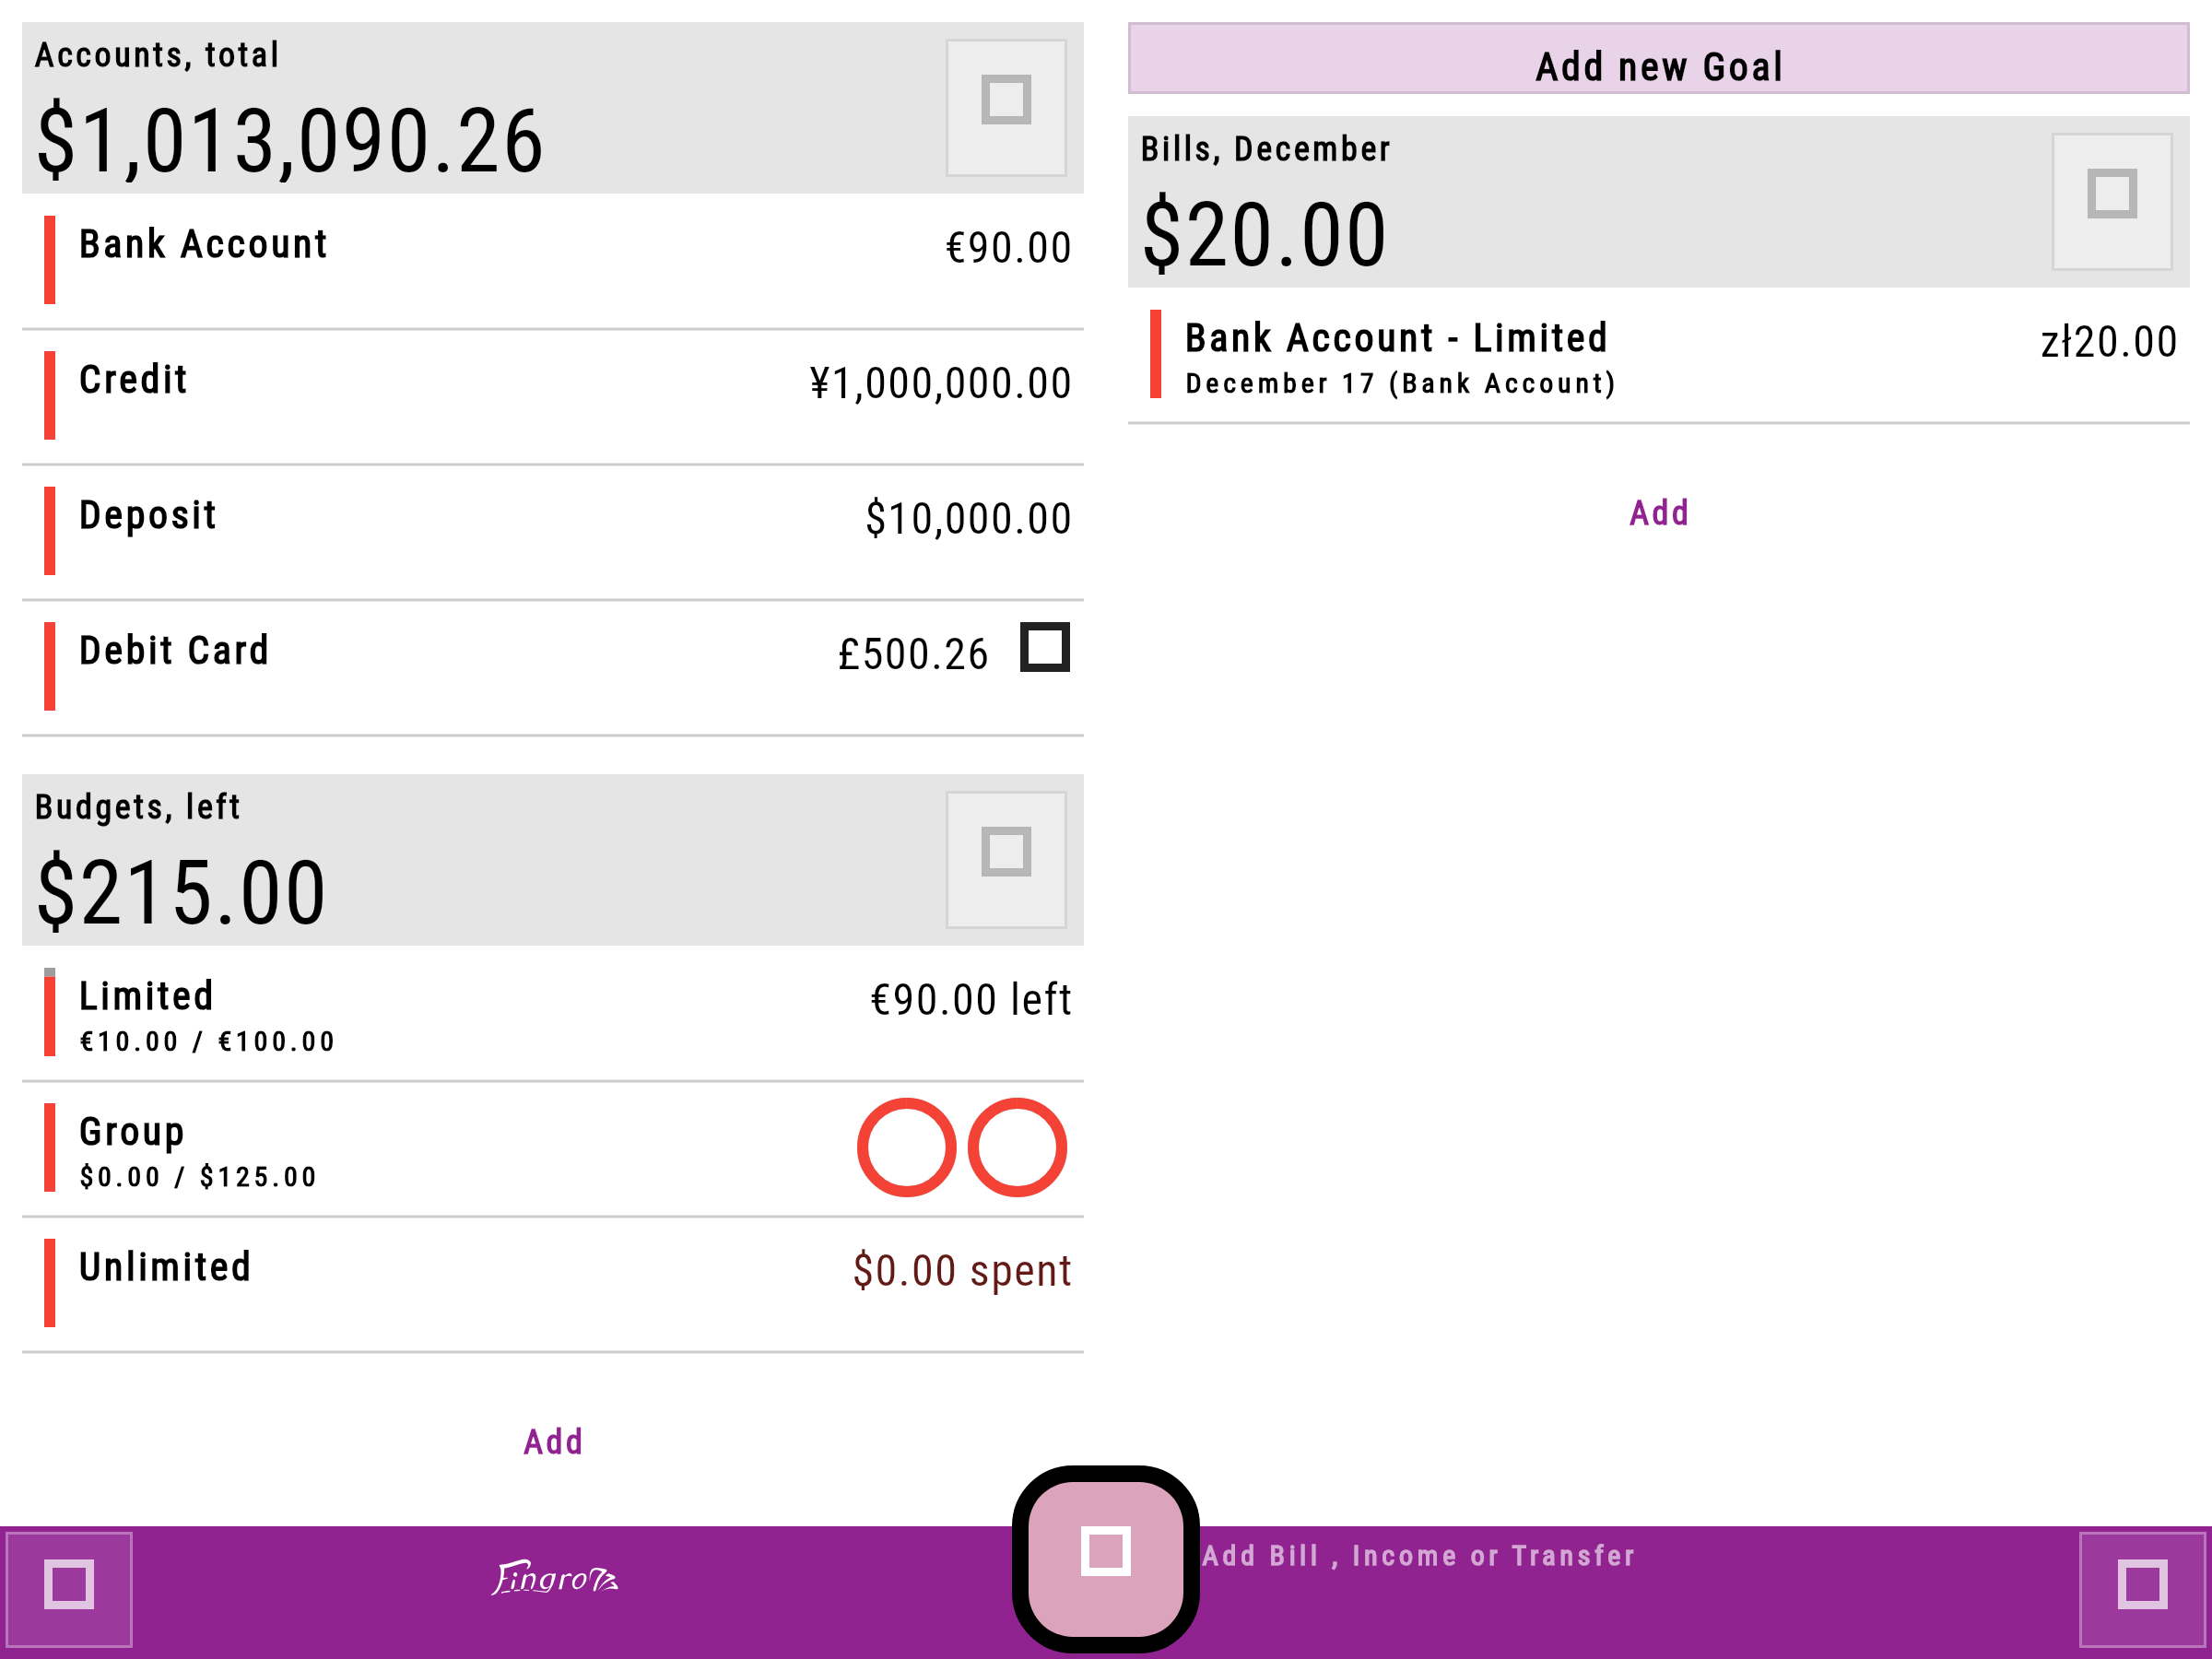 Accounts, total
$1,013,090.26
Bank Account
€90.00
Credit
¥1,000,000.00
Deposit
$10,000.00
Debit Card
£500.26
Budgets, left
$215.00
Limited
€90.00 left
€10.00 / €100.00
Group
$0.00 / $125.00
Unlimited
$0.00 spent
Add
Add new Goal
Bills, December
$20.00
Bank Account - Limited
zł20.00
December 17 (Bank Account)
Add
Add Bill , Income or Transfer